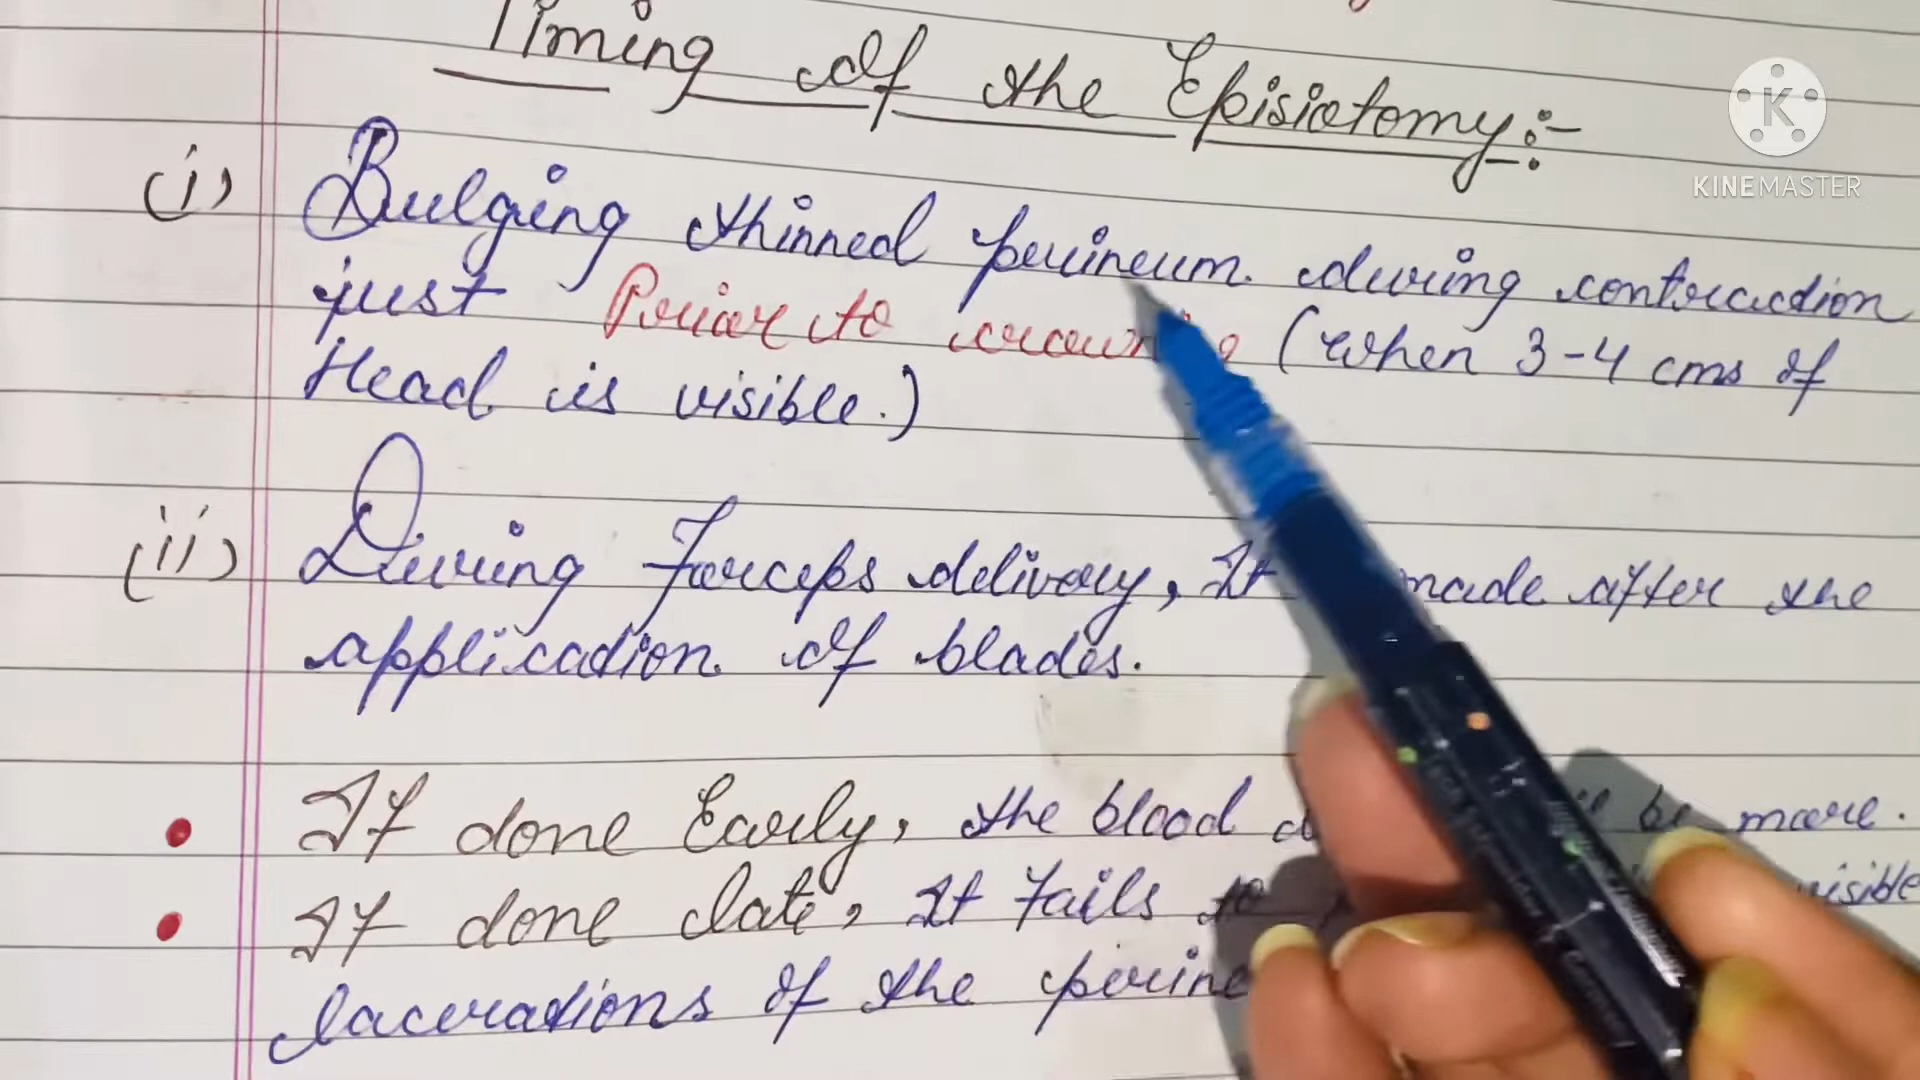 Timing of the Episiotomy:-
K
KINEMASTER
(i) Bulging thinned perineum during contraction
just Prior to (when 3-4 cms of
Head is visible.)
(ii) During Forceps delivery, It made after the
application of blades.
If done Early, the blood be more.
If done late, It fails to
lacerations of the